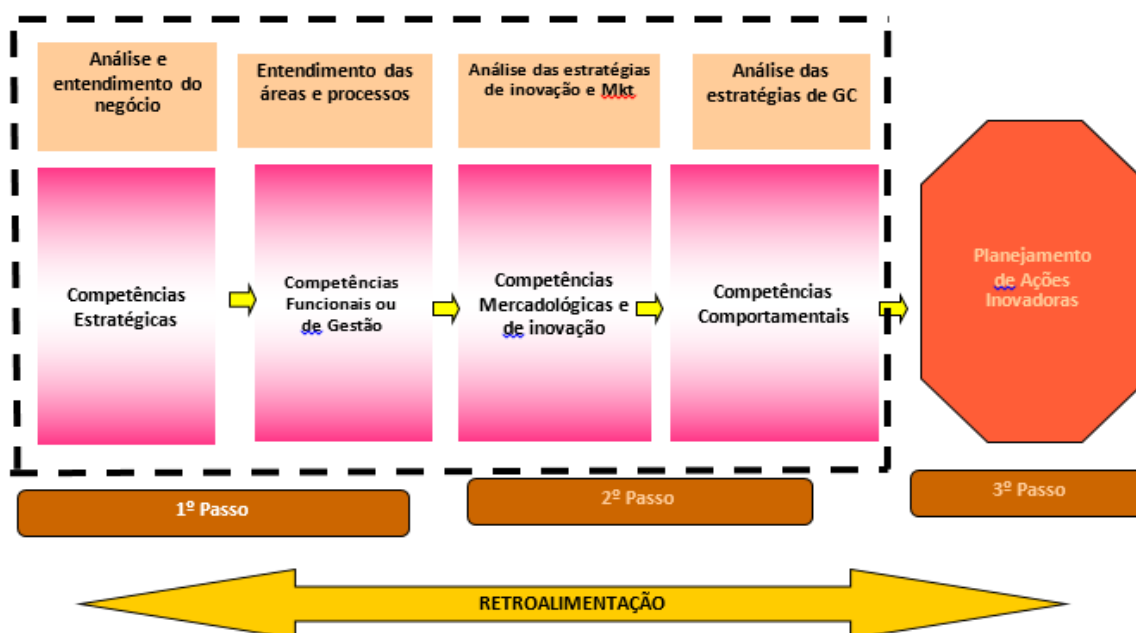 Análise e
entendimento do
negócio
Entendimento das
áreas e processos
Análise das estratégias
de inovação e Mkt
Análise das
estratégias de GC
Competências
Estratégicas
Competências
Funcionais ou
de Gestão
Competências
Mercadológicas e
de inovação
Competências
Comportamentais
Planejamento
de Ações
Inovadoras
1º Passo
2º Passo
3º Passo
RETROALIMENTAÇÃO